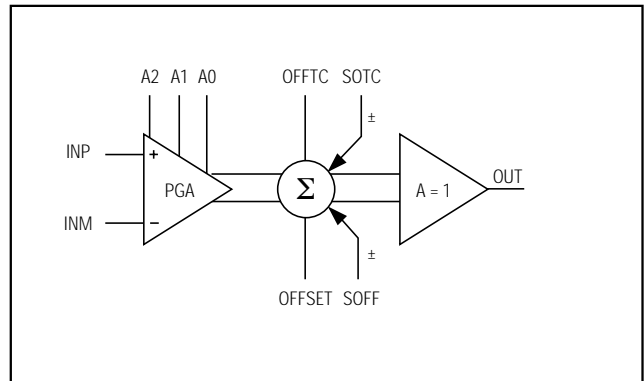 A2 A1 A0 OFFTC SOTC
±
INP + PGA Σ A = 1 OUT
INM −
±
OFFSET SOFF